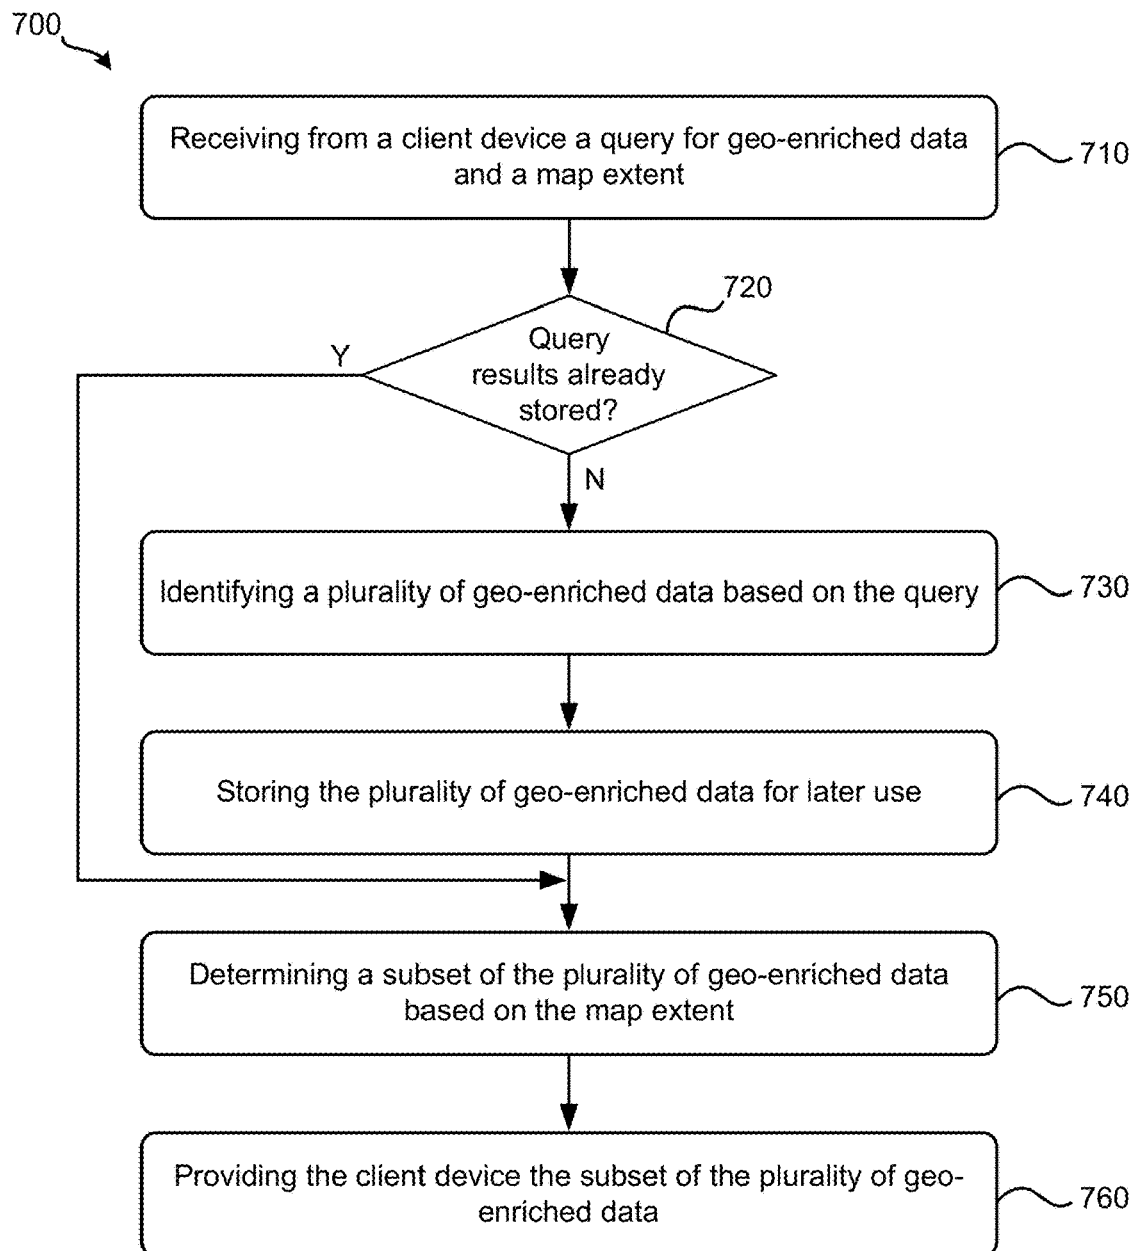 700
Receiving from a client device a query for geo-enriched data
and a map extent
710
720
Query
results already
stored?
Y
N
Identifying a plurality of geo-enriched data based on the query
730
Storing the plurality of geo-enriched data for later use
740
Determining a subset of the plurality of geo-enriched data
based on the map extent
750
Providing the client device the subset of the plurality of geo-
enriched data
760